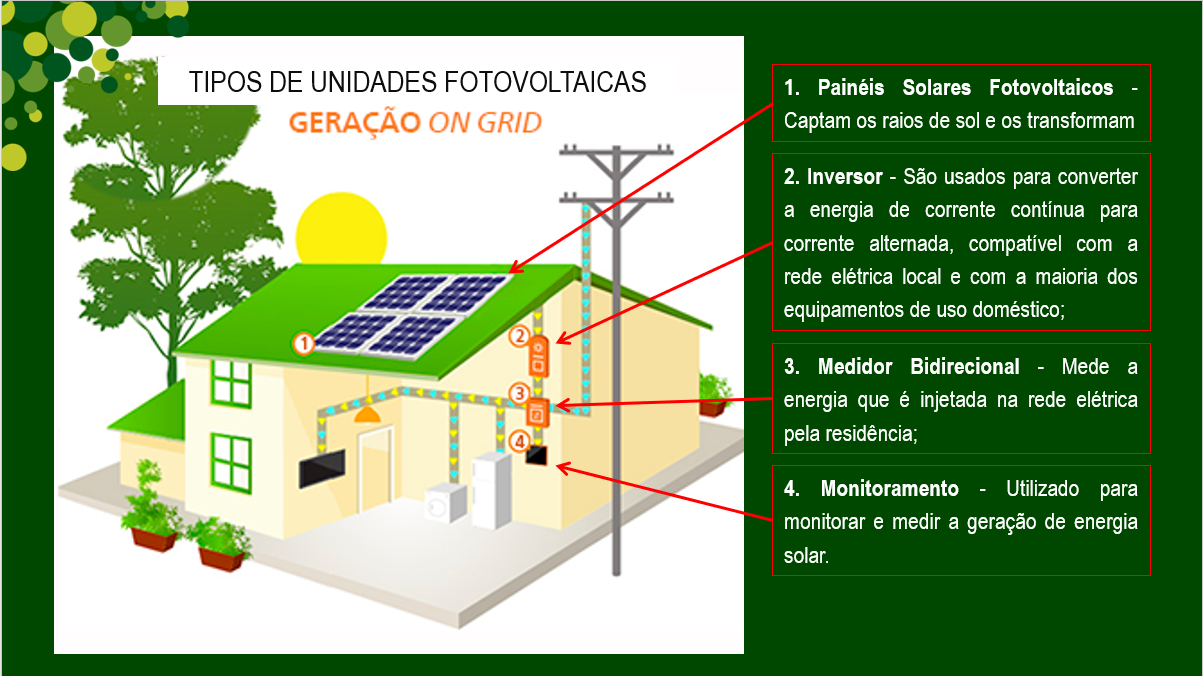 TIPOS DE UNIDADES FOTOVOLTAICAS
GERAÇÃO ON GRID
1
2
3
4
1. Painéis Solares Fotovoltaicos -
Captam os raios de sol e os transformam
2. Inversor - São usados para converter
a energia de corrente contínua para
corrente alternada, compatível com a
rede elétrica local e com a maioria dos
equipamentos de uso doméstico;
3. Medidor Bidirecional - Mede a
energia que é injetada na rede elétrica
pela residência;
4. Monitoramento - Utilizado para
monitorar e medir a geração de energia
solar.